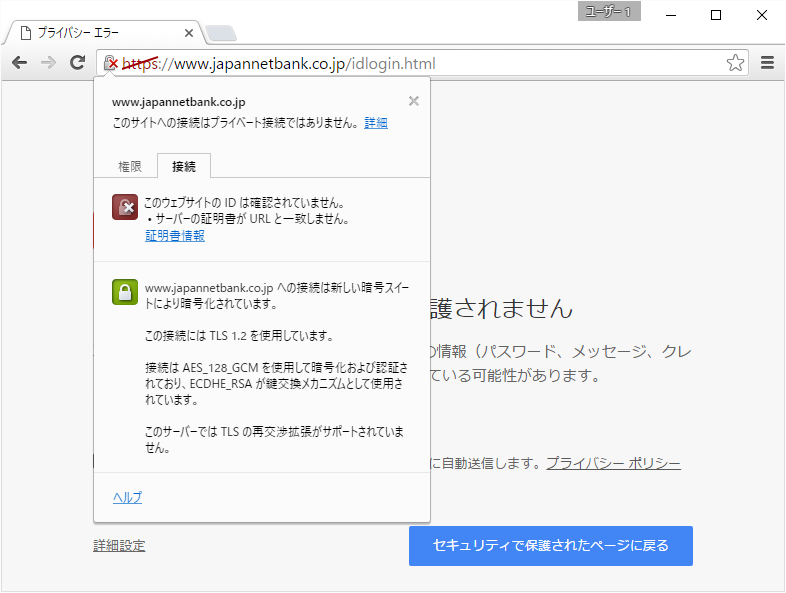 ユーザー 1
プライバシー エラー
https://www.japannetbank.co.jp/idlogin.html
www.japannetbank.co.jp
このサイトへの接続はプライベート接続ではありません。 詳細
権限 接続
このウェブサイトの ID は確認されていません。
・サーバーの証明書が URL と一致しません。
証明書情報
www.japannetbank.co.jp への接続は新しい暗号スイー
トにより暗号化されています。
護されません
この接続には TLS 1.2 を使用しています。
の情報（パスワード、メッセージ、クレ
接続は AES_128_GCM を使用して暗号化および認証さ
ている可能性があります。
れており、ECDHE_RSA が鍵交換メカニズムとして使用さ
れています。
このサーバーでは TLS の再交渉拡張がサポートされていま
せん。
に自動送信します。プライバシー ポリシー
ヘルプ
詳細設定
セキュリティで保護されたページに戻る